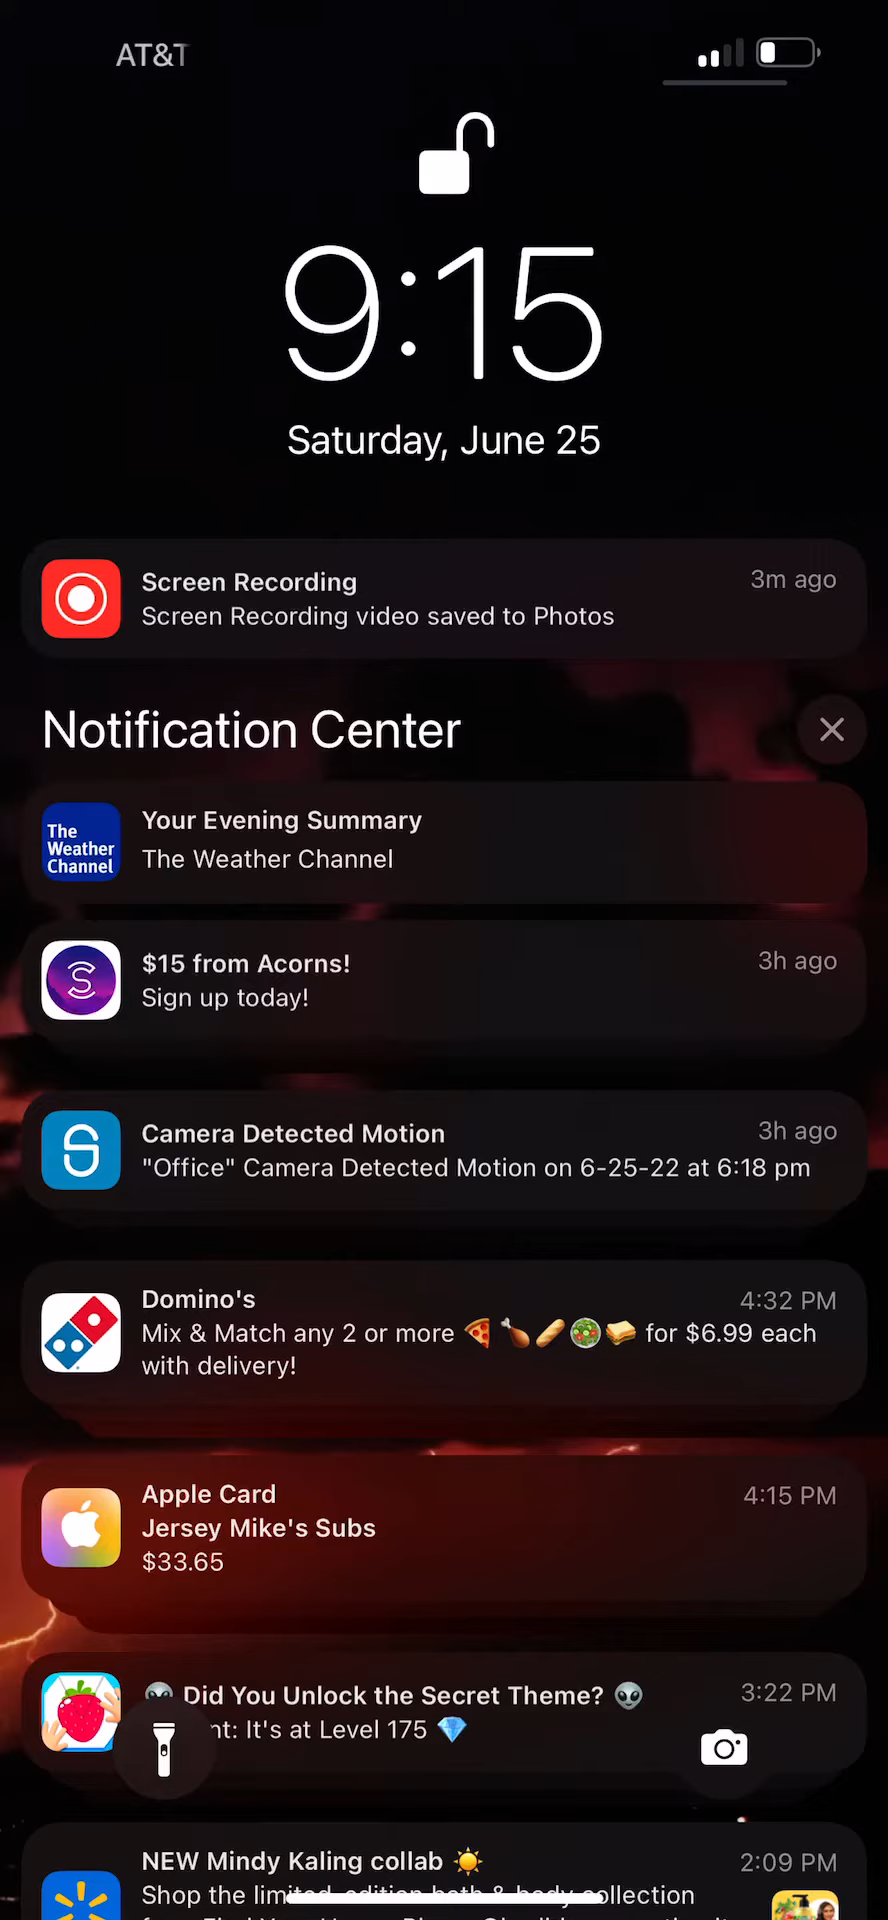 AT&T
9:15
Saturday, June 25
Screen Recording
3m ago
Screen Recording video saved to Photos
Notification Center
The
Weather
Channel
Your Evening Summary
The Weather Channel
$15 from Acorns!
3h ago
Sign up today!
Camera Detected Motion
3h ago
"Office" Camera Detected Motion on 6-25-22 at 6:18 pm
Domino's
4:32 PM
Mix & Match any 2 or more 🍕🍗🥖🥗🥪 for $6.99 each
with delivery!
Apple Card
4:15 PM
Jersey Mike's Subs
$33.65
👽 Did You Unlock the Secret Theme? 👽
3:22 PM
nt: It's at Level 175 💎
NEW Mindy Kaling collab ☀️
2:09 PM
Shop the limited-edition bath & body collection